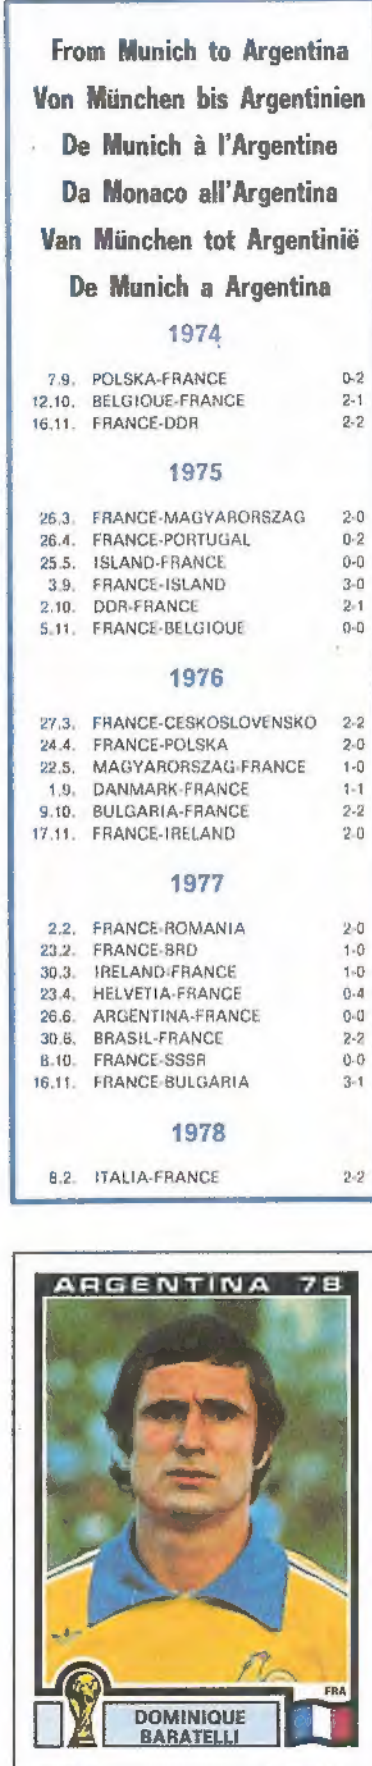 From Munich to Argentina
Von München bis Argentinien
De Munich à l'Argentine
Da Monaco all'Argentina
Van München tot Argentinië
De Munich a Argentina
1974
7.9. POLSKA-FRANCE 0-2
12.10. BELGIQUE-FRANCE 2-1
16.11. FRANCE-DDR 2-2
1975
26.3. FRANCE-MAGYARORSZAG 2-0
26.4. FRANCE-PORTUGAL 0-2
25.5. ISLAND-FRANCE 0-0
3.9. FRANCE-ISLAND 3-0
2.10. DDR-FRANCE 2-1
5.11. FRANCE-BELGIQUE 0-0
1976
27.3. FRANCE-CESKOSLOVENSKO 2-2
24.4. FRANCE-POLSKA 2-0
22.5. MAGYARORSZAG-FRANCE 1-0
1.9. DANMARK-FRANCE 1-1
9.10. BULGARIA-FRANCE 2-2
17.11. FRANCE-IRELAND 2-0
1977
2.2. FRANCE-ROMANIA 2-0
23.2. FRANCE-BRD 1-0
30.3. IRELAND-FRANCE 1-0
23.4. HELVETIA-FRANCE 0-4
26.6. ARGENTINA-FRANCE 0-0
30.6. BRASIL-FRANCE 2-2
8.10. FRANCE-SSSR 0-0
16.11. FRANCE-BULGARIA 3-1
1978
8.2. ITALIA-FRANCE 2-2
ARGENTINA 78
FRA
DOMINIQUE
BARATELLI